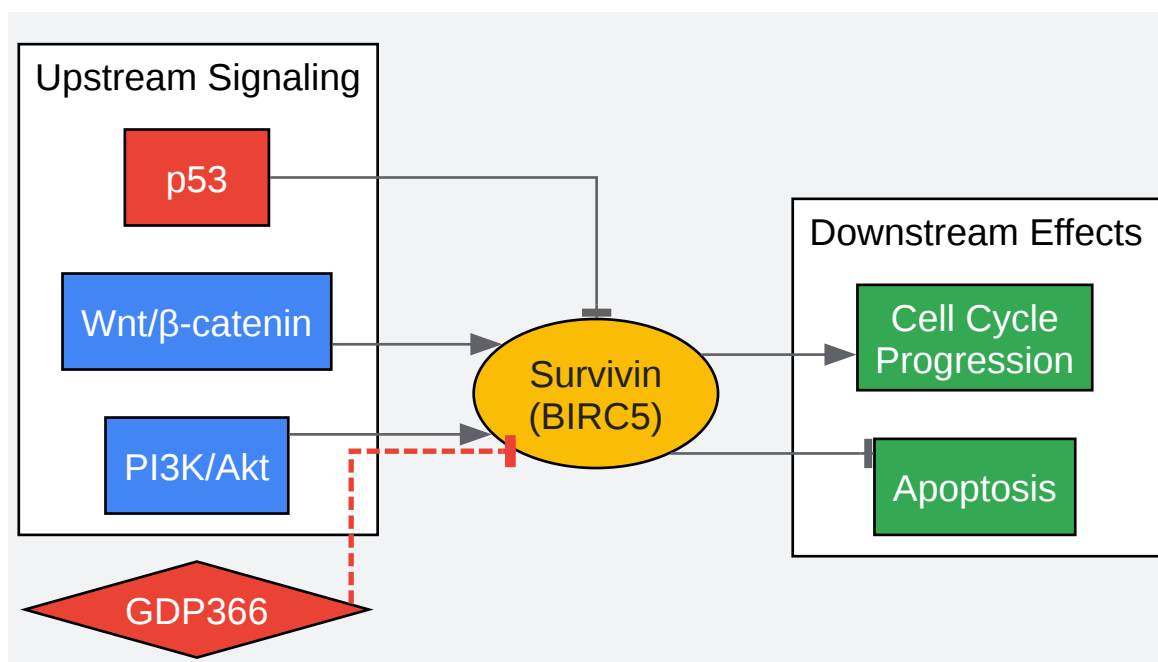 Upstream Signaling
p53
Wnt/β-catenin
PI3K/Akt
GDP366
Survivin
(BIRC5)
Downstream Effects
Cell Cycle
Progression
Apoptosis